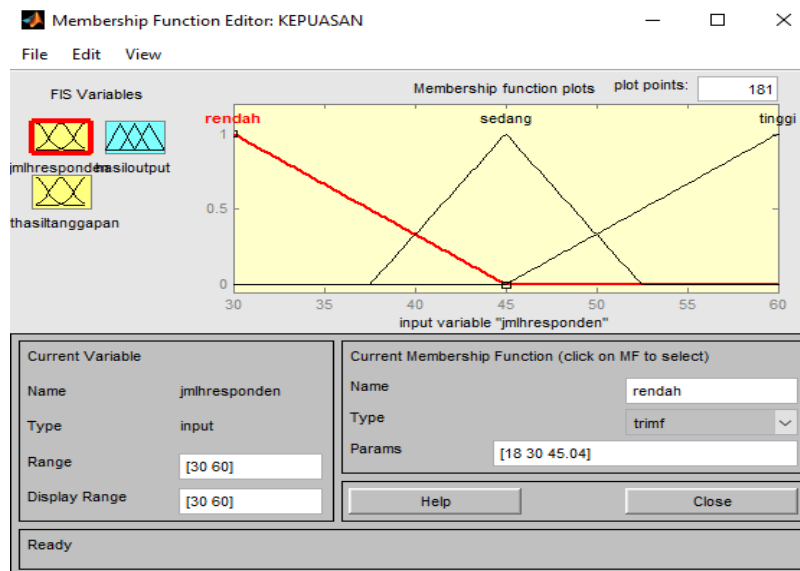 Membership Function Editor: KEPUASAN
File Edit View
FIS Variables
Membership function plots plot points: 181
rendah sedang tinggi
jmlhresponden hasiloutput
thasiltanggapan
1
0.5
0
30 35 40 45 50 55 60
input variable "jmlhresponden"
Current Variable
Name jmlhresponden
Type input
Range [30 60]
Display Range [30 60]
Current Membership Function (click on MF to select)
Name rendah
Type trimf
Params [18 30 45.04]
Help Close
Ready